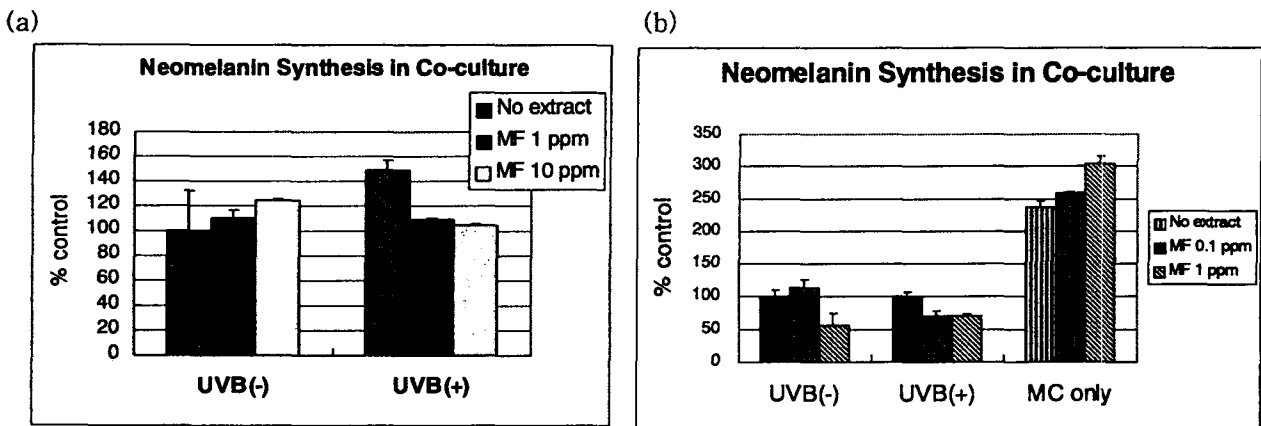 (a)
Neomelanin Synthesis in Co-culture
No extract
MF 1 ppm
MF 10 ppm
180
160
140
120
100
80
60
40
20
0
% control
UVB(-)
UVB(+)
(b)
Neomelanin Synthesis in Co-culture
350
300
250
200
150
100
50
0
% control
No extract
MF 0.1 ppm
MF 1 ppm
UVB(-)
UVB(+)
MC only